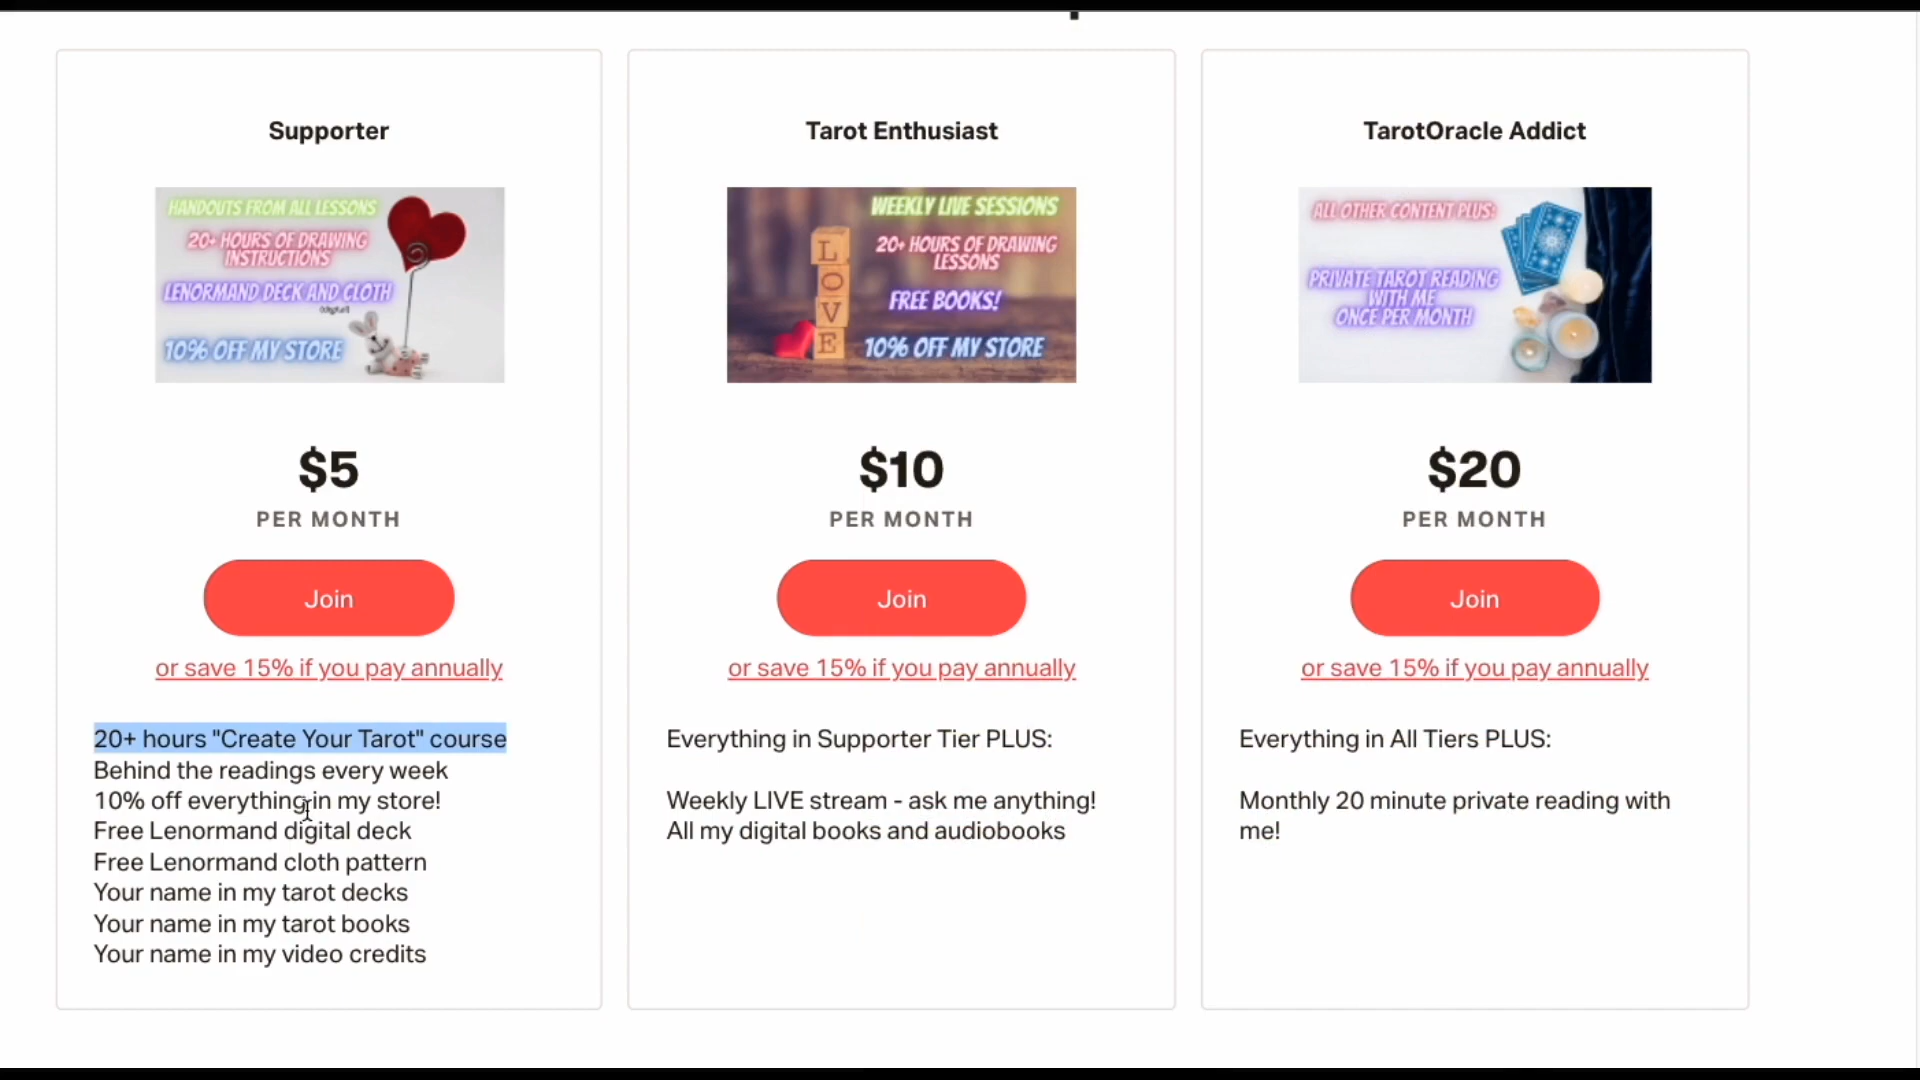 Supporter
HANDOUTS FROM ALL LESSONS
20+ HOURS OF DRAWING
INSTRUCTIONS
LENORMAND DECK AND CLOTH
(digital)
10% OFF MY STORE
$5
PER MONTH
Join
or save 15% if you pay annually
20+ hours "Create Your Tarot" course
Behind the readings every week
10% off everything in my store!
Free Lenormand digital deck
Free Lenormand cloth pattern
Your name in my tarot decks
Your name in my tarot books
Your name in my video credits
Tarot Enthusiast
WEEKLY LIVE SESSIONS
20+ HOURS OF DRAWING
LESSONS
FREE BOOKS!
10% OFF MY STORE
L
O
V
E
$10
PER MONTH
Join
or save 15% if you pay annually
Everything in Supporter Tier PLUS:
Weekly LIVE stream - ask me anything!
All my digital books and audiobooks
TarotOracle Addict
ALL OTHER CONTENT PLUS:
PRIVATE TAROT READING
WITH ME
ONCE PER MONTH
$20
PER MONTH
Join
or save 15% if you pay annually
Everything in All Tiers PLUS:
Monthly 20 minute private reading with
me!